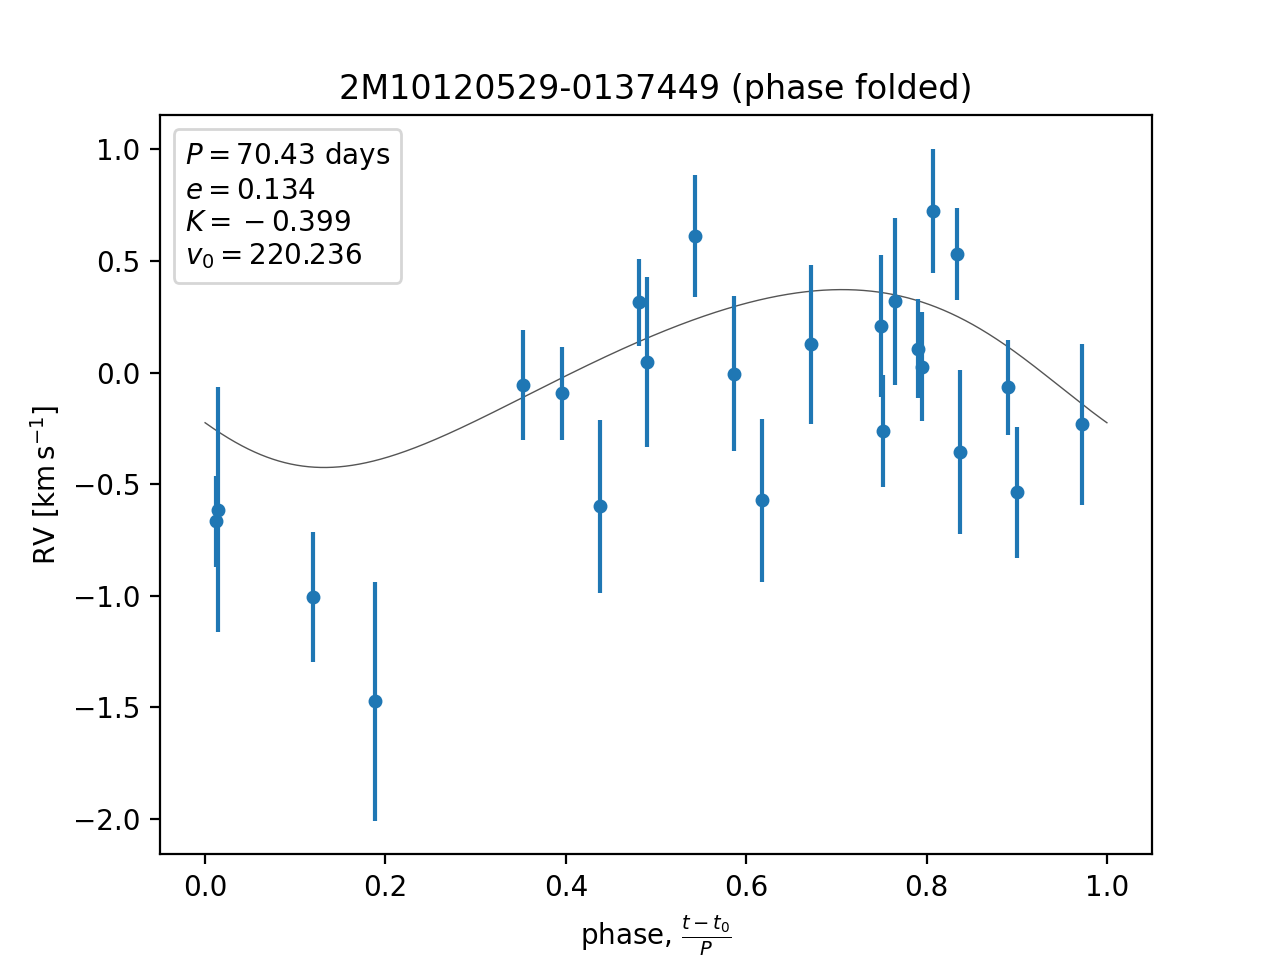 2M10120529-0137449 (phase folded)
P = 70.43 days
e = 0.134
K = −0.399
v₀ = 220.236
1.0
0.5
0.0
−0.5
−1.0
−1.5
−2.0
RV [km s⁻¹]
0.0 0.2 0.4 0.6 0.8 1.0
phase, (t − t₀)/P